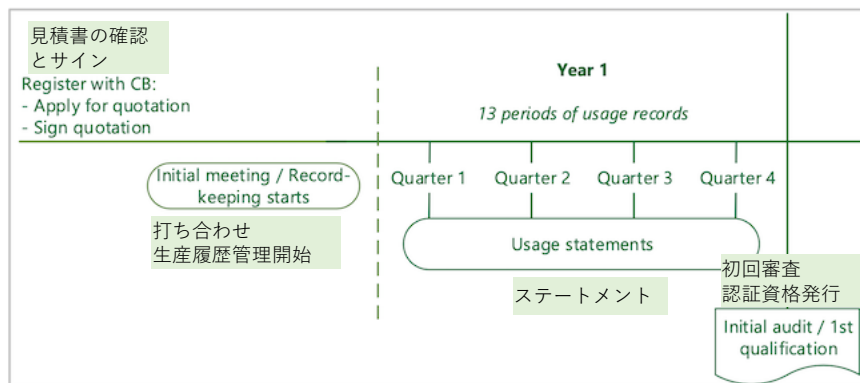 見積書の確認
とサイン
Register with CB:
- Apply for quotation
- Sign quotation
Year 1
13 periods of usage records
Initial meeting / Record-
keeping starts
Quarter 1
Quarter 2
Quarter 3
Quarter 4
打ち合わせ
生産履歴管理開始
Usage statements
ステートメント
初回審査
認証資格発行
Initial audit / 1st
qualification